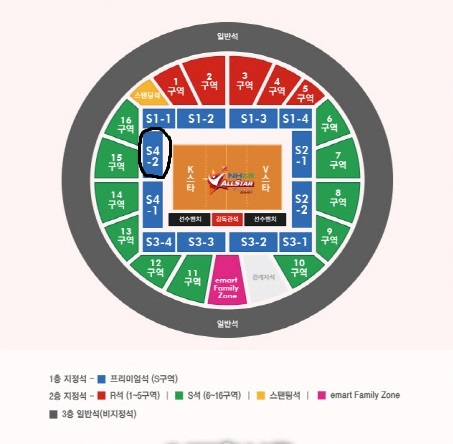 일반석
스탠딩석
1
구역
2
구역
3
구역
4
구역
5
구역
16
구역
S1-1
S1-2
S1-3
S1-4
6
구역
15
구역
S4
-2
K스타
NH농협
ALLSTAR
V스타
S2
-1
7
구역
14
구역
S4
-1
S2
-2
8
구역
선수벤치
감독관석
선수벤치
13
구역
S3-4
S3-3
S3-2
S3-1
9
구역
12
구역
11
구역
emart
Family
Zone
관계자석
10
구역
일반석
1층 지정석 - 프리미엄석 (S구역)
2층 지정석 - R석 (1~5구역) | S석 (6~16구역) | 스탠딩석 | emart Family Zone
3층 일반석(비지정석)